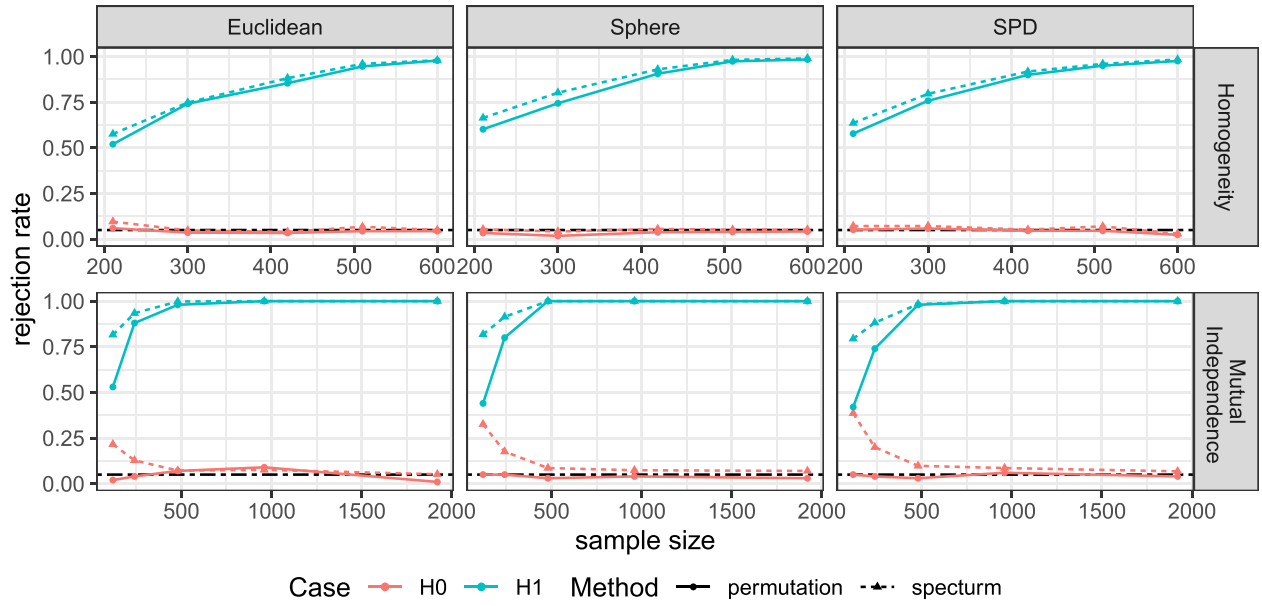 Euclidean Sphere SPD
rejection rate
1.00
0.75
0.50
0.25
0.00
Homogeneity
200 300 400 500 600 200 300 400 500 600 200 300 400 500 600
1.00
0.75
0.50
0.25
0.00
Mutual
Independence
500 1000 1500 2000 500 1000 1500 2000 500 1000 1500 2000
sample size
Case H0 H1 Method permutation specturm